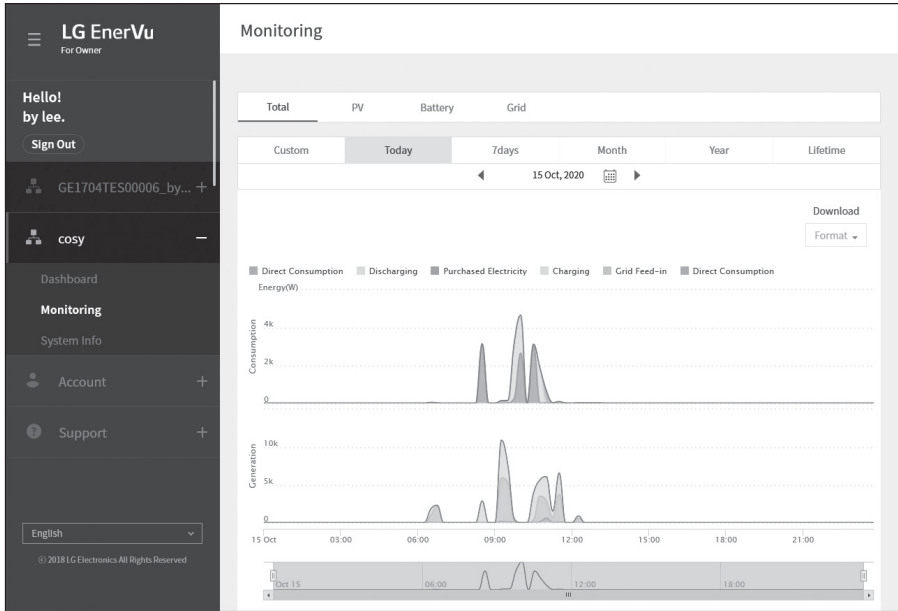 LG EnerVu
For Owner
Monitoring
Hello!
by lee.
Sign Out
GE1704TES00006_by...
cosy
Dashboard
Monitoring
System Info
Account
Support
English
ⓒ 2018 LG Electronics All Rights Reserved
Total PV Battery Grid
Custom Today 7days Month Year Lifetime
15 Oct, 2020
Download
Format
Direct Consumption Discharging Purchased Electricity Charging Grid Feed-in Direct Consumption
Energy(W)
Consumption
4k
2k
0
Generation
10k
5k
0
15 Oct 03:00 06:00 09:00 12:00 15:00 18:00 21:00
Oct 15 06:00 12:00 18:00